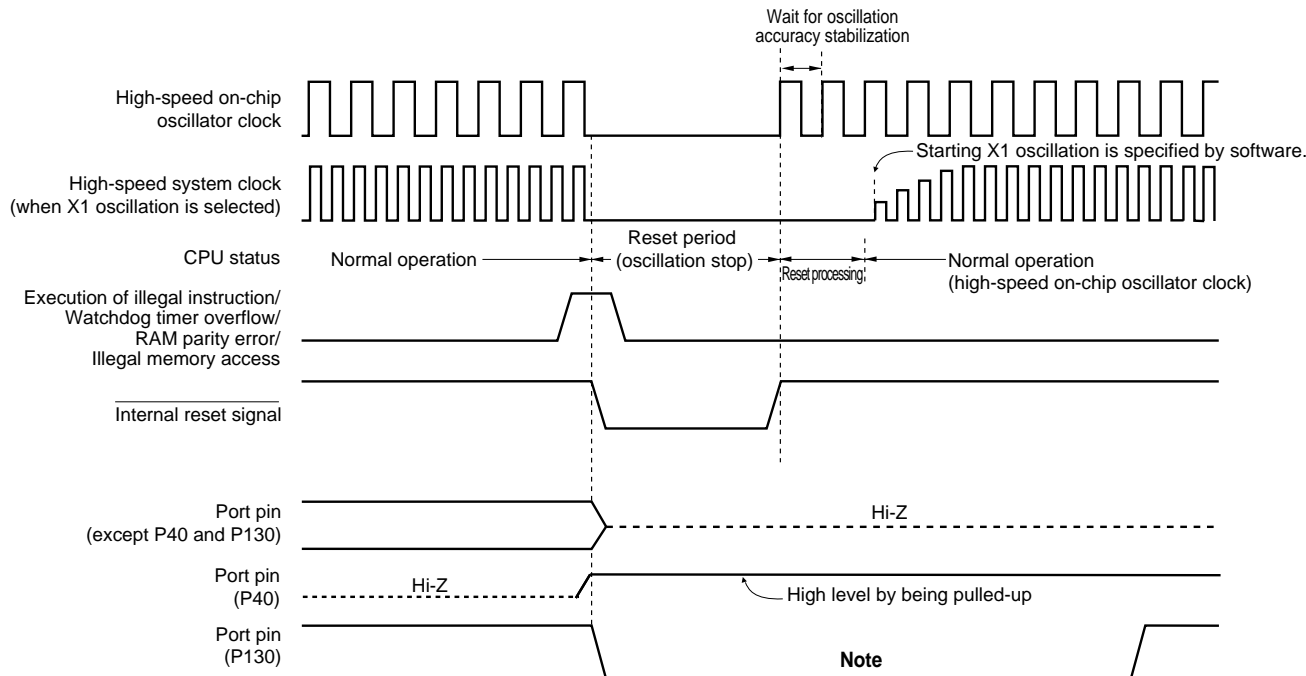 Wait for oscillation
accuracy stabilization
High-speed on-chip
oscillator clock
Starting X1 oscillation is specified by software.
High-speed system clock
(when X1 oscillation is selected)
CPU status
Normal operation
Reset period
(oscillation stop)
Reset processing
Normal operation
(high-speed on-chip oscillator clock)
Execution of illegal instruction/
Watchdog timer overflow/
RAM parity error/
Illegal memory access
Internal reset signal
Port pin
(except P40 and P130)
Hi-Z
Port pin
(P40)
Hi-Z
High level by being pulled-up
Port pin
(P130)
Note